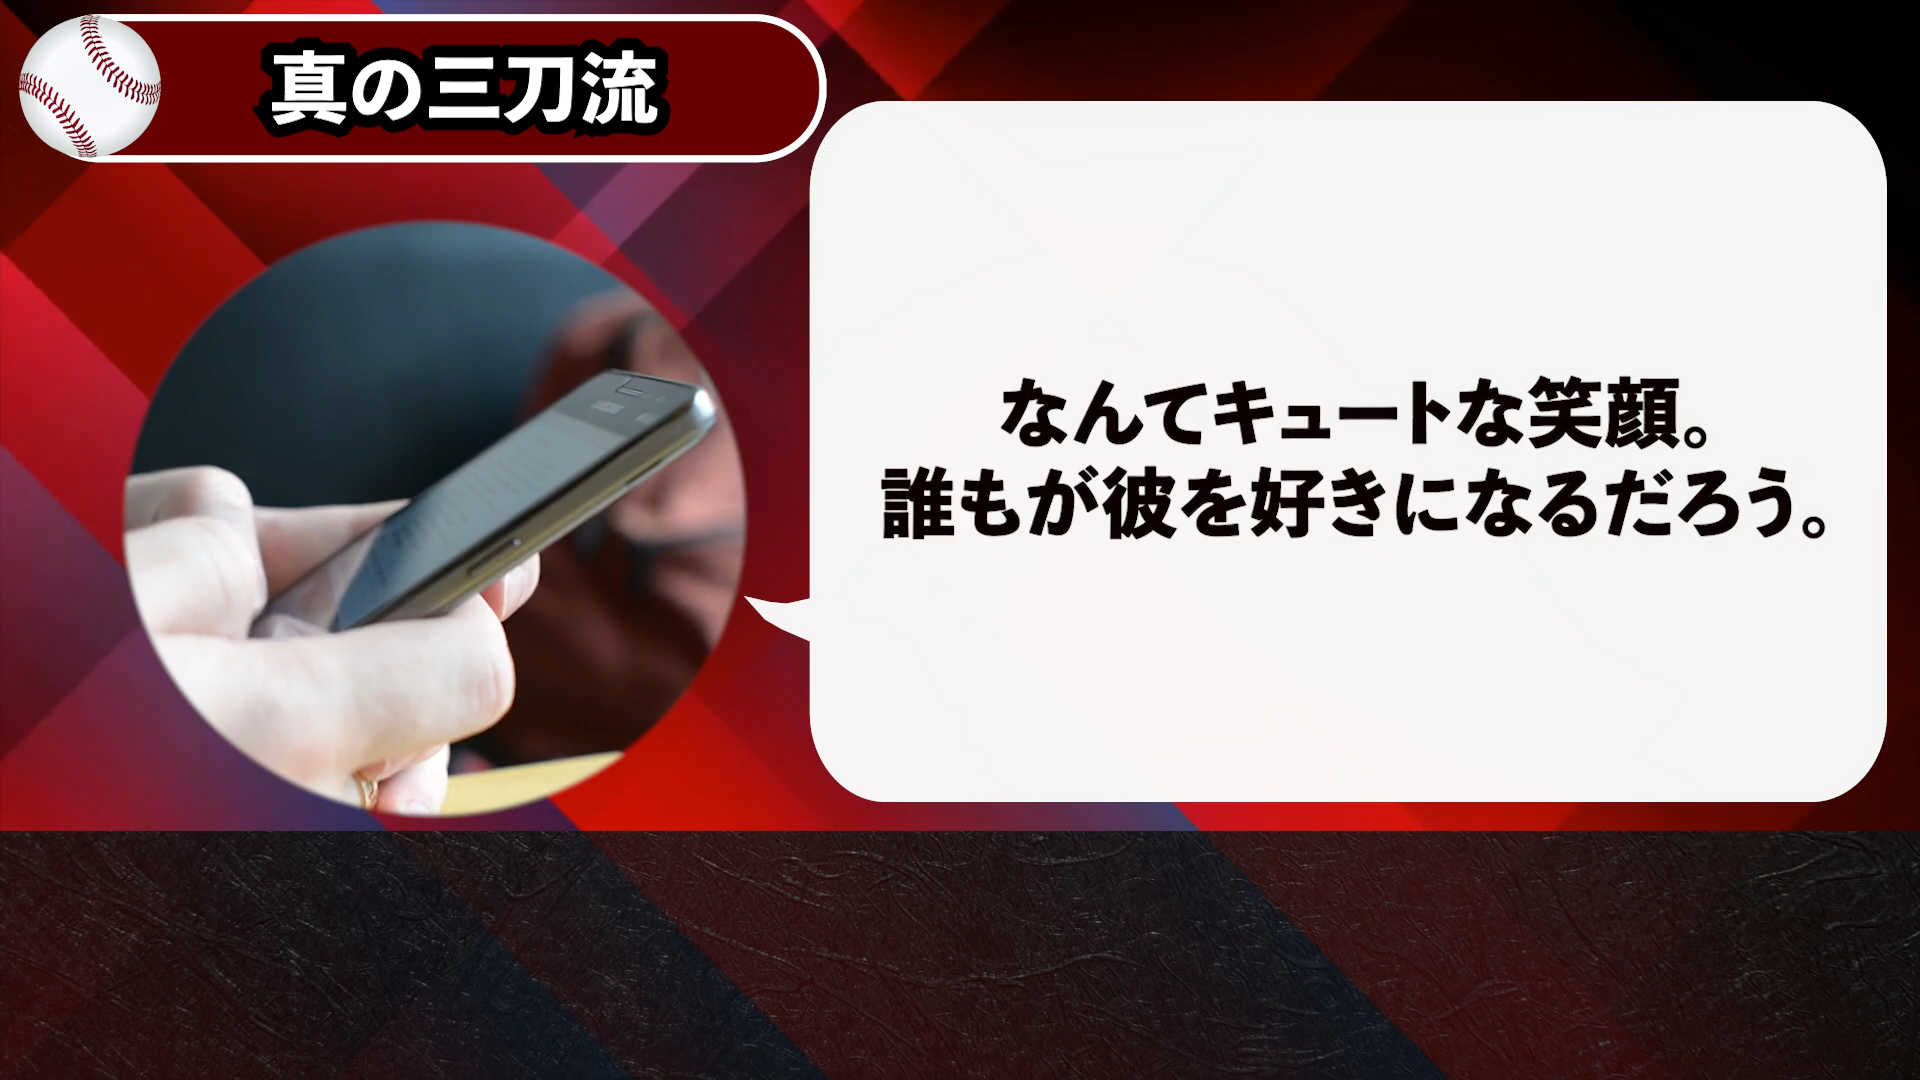 真の三刀流
なんてキュートな笑顔。
誰もが彼を好きになるだろう。